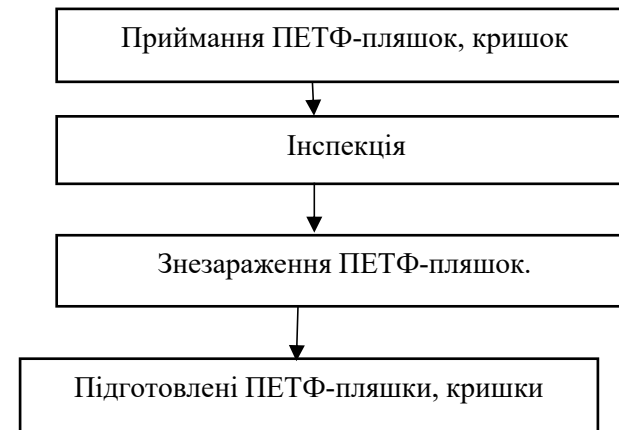 Приймання ПЕТФ-пляшок, кришок
Інспекція
Знезараження ПЕТФ-пляшок.
Підготовлені ПЕТФ-пляшки, кришки